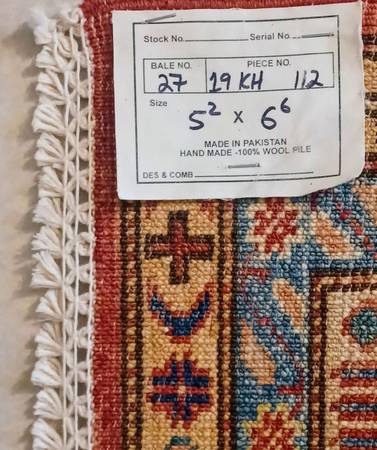 Stock No. Serial No.
BALE NO. PIECE NO.
27 19 KH 112
Size
5² x 6⁶
MADE IN PAKISTAN
HAND MADE -100% WOOL PILE
DES & COMB.